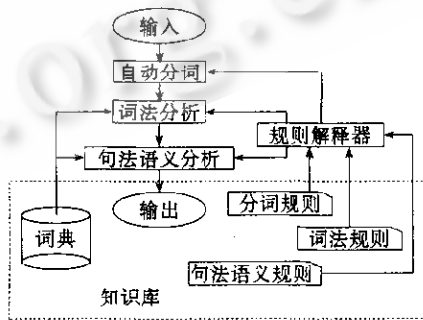 输入
自动分词
词法分析
规则解释器
句法语义分析
输出
分词规则
词典
词法规则
句法语义规则
知识库